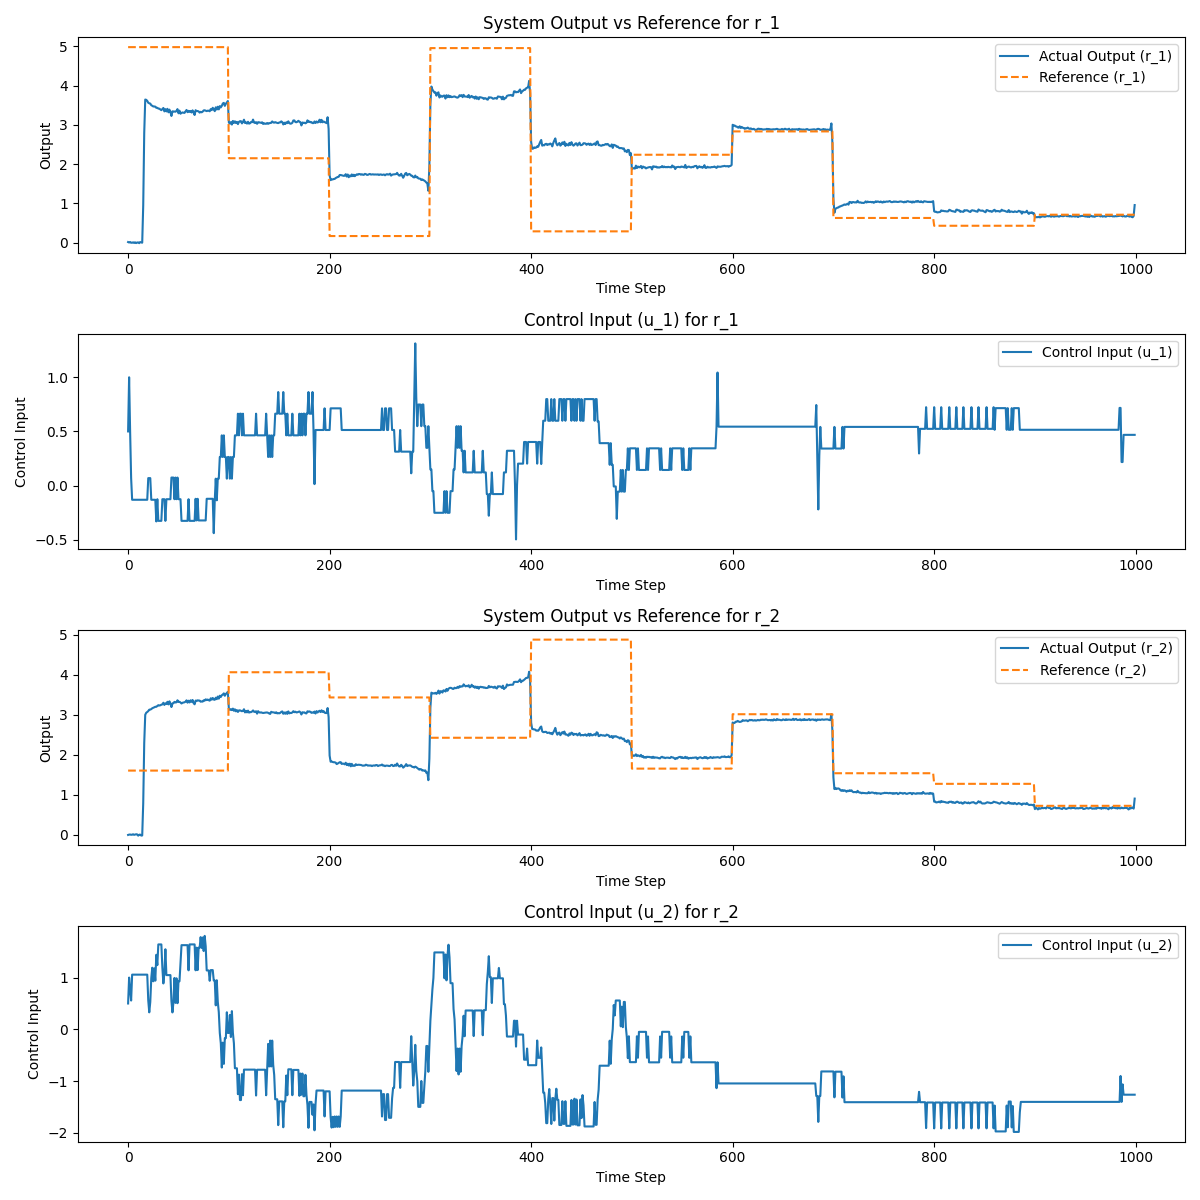 System Output vs Reference for r_1
Output
5
4
3
2
1
0
Actual Output (r_1)
Reference (r_1)
0 200 400 600 800 1000
Time Step
Control Input (u_1) for r_1
Control Input
1.0
0.5
0.0
−0.5
Control Input (u_1)
0 200 400 600 800 1000
Time Step
System Output vs Reference for r_2
Output
5
4
3
2
1
0
Actual Output (r_2)
Reference (r_2)
0 200 400 600 800 1000
Time Step
Control Input (u_2) for r_2
Control Input
1
0
−1
−2
Control Input (u_2)
0 200 400 600 800 1000
Time Step